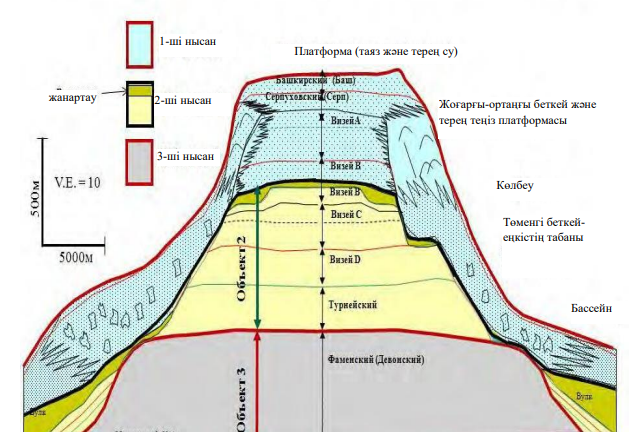 1-ші нысан
жанартау
2-ші нысан
3-ші нысан
500м
V.E. = 10
5000м
Платформа (таяз және терең су)
Башкирский (Баш)
Серпуховский (Серп)
Визей А
Визей В
Визей В
Визей С
Визей D
Турнейский
Фаменский (Девонский)
Объект 2
Объект 3
Жоғарғы-ортаңғы беткей және
терең теңіз платформасы
Көлбеу
Төменгі беткей-
еңкістің табаны
Бассейн
Вулк
Вулк